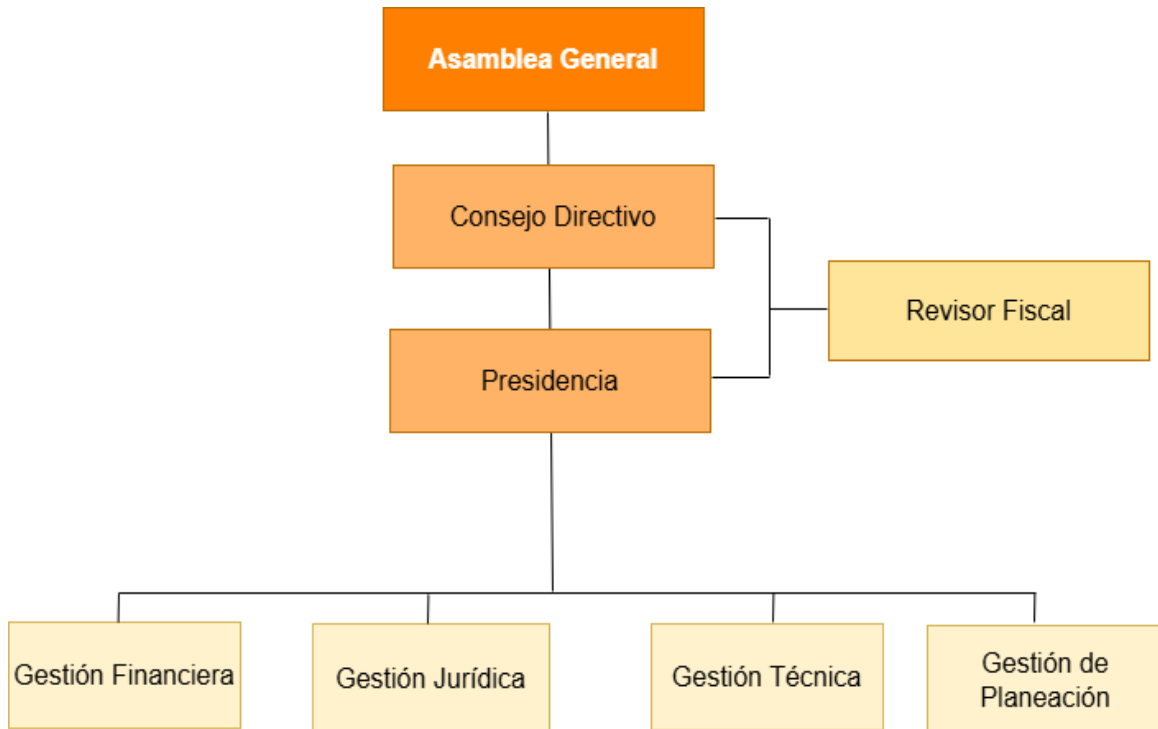 Asamblea General
Consejo Directivo
Revisor Fiscal
Presidencia
Gestión Financiera
Gestión Jurídica
Gestión Técnica
Gestión de
Planeación